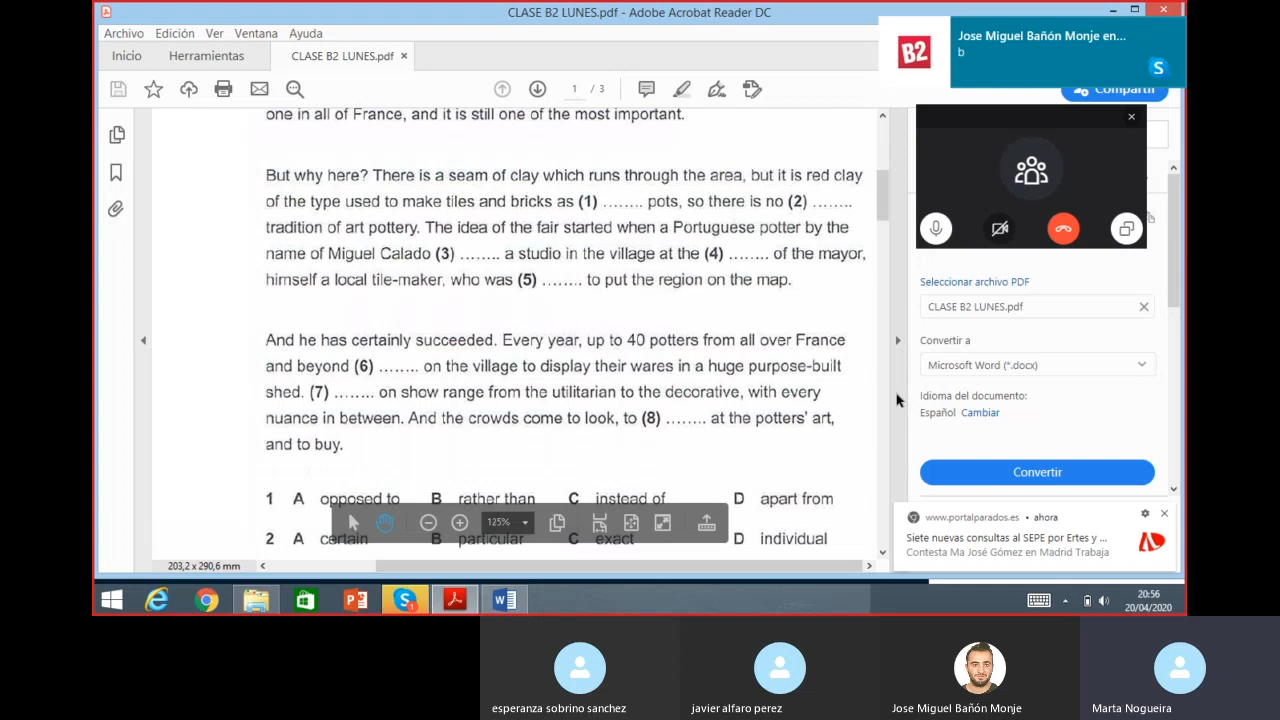 CLASE B2 LUNES.pdf - Adobe Acrobat Reader DC
Archivo Edición Ver Ventana Ayuda
Inicio Herramientas CLASE B2 LUNES.pdf
B2
Jose Miguel Bañón Monje en...
b
S
1 / 3
Compartir
one in all of France, and it is still one of the most important.
But why here? There is a seam of clay which runs through the area, but it is red clay
of the type used to make tiles and bricks as (1) ........ pots, so there is no (2) ........
tradition of art pottery. The idea of the fair started when a Portuguese potter by the
name of Miguel Calado (3) ........ a studio in the village at the (4) ........ of the mayor,
himself a local tile-maker, who was (5) ........ to put the region on the map.
And he has certainly succeeded. Every year, up to 40 potters from all over France
and beyond (6) ........ on the village to display their wares in a huge purpose-built
shed. (7) ........ on show range from the utilitarian to the decorative, with every
nuance in between. And the crowds come to look, to (8) ........ at the potters' art,
and to buy.
1 A opposed to B rather than C instead of D apart from
125%
2 A certain B particular C exact D individual
203,2 x 290,6 mm
Seleccionar archivo PDF
CLASE B2 LUNES.pdf
Convertir a
Microsoft Word (*.docx)
Idioma del documento:
Español Cambiar
Convertir
www.portalparados.es • ahora
Siete nuevas consultas al SEPE por Ertes y ...
Contesta Ma José Gómez en Madrid Trabaja
20:56
20/04/2020
esperanza sobrino sanchez
javier alfaro perez
Jose Miguel Bañón Monje
Marta Nogueira